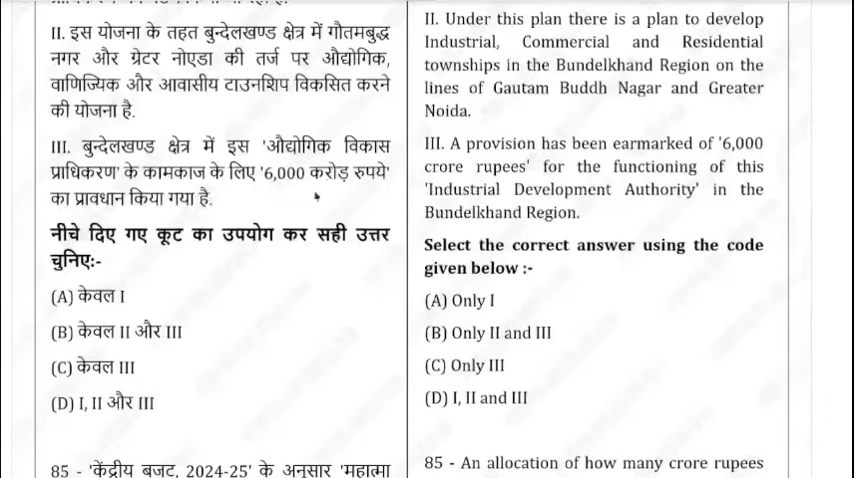 II. इस योजना के तहत बुन्देलखण्ड क्षेत्र में गौतमबुद्ध
नगर और ग्रेटर नोएडा की तर्ज पर औद्योगिक,
वाणिज्यिक और आवासीय टाउनशिप विकसित करने
की योजना है.
III. बुन्देलखण्ड क्षेत्र में इस 'औद्योगिक विकास
प्राधिकरण' के कामकाज के लिए '6,000 करोड़ रुपये'
का प्रावधान किया गया है.
नीचे दिए गए कूट का उपयोग कर सही उत्तर
चुनिए:-
(A) केवल I
(B) केवल II और III
(C) केवल III
(D) I, II और III
85 - 'केंद्रीय बजट, 2024-25' के अनुसार 'महात्मा
II. Under this plan there is a plan to develop
Industrial, Commercial and Residential
townships in the Bundelkhand Region on the
lines of Gautam Buddh Nagar and Greater
Noida.
III. A provision has been earmarked of '6,000
crore rupees' for the functioning of this
'Industrial Development Authority' in the
Bundelkhand Region.
Select the correct answer using the code
given below :-
(A) Only I
(B) Only II and III
(C) Only III
(D) I, II and III
85 - An allocation of how many crore rupees